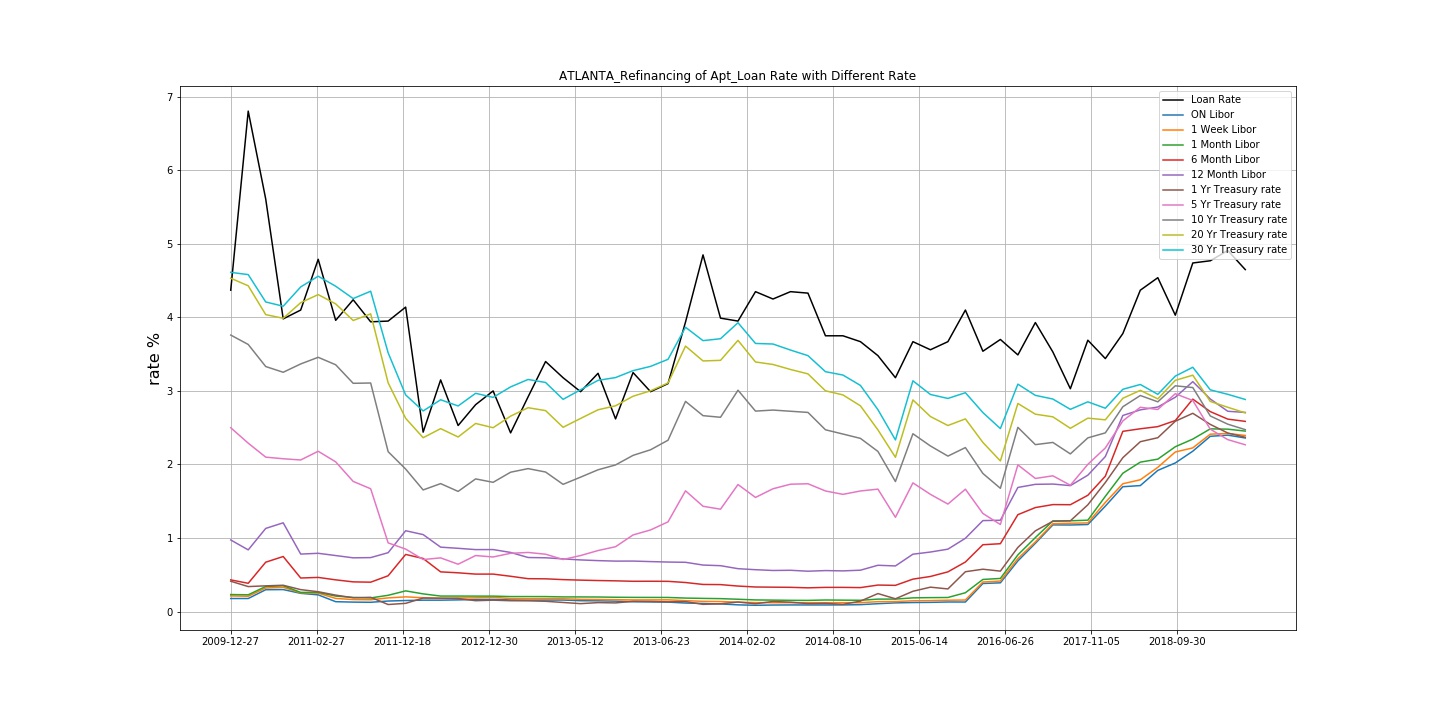 ATLANTA_Refinancing of Apt_Loan Rate with Different Rate
7
6
5
4
3
2
1
0
rate %
Loan Rate
ON Libor
1 Week Libor
1 Month Libor
6 Month Libor
12 Month Libor
1 Yr Treasury rate
5 Yr Treasury rate
10 Yr Treasury rate
20 Yr Treasury rate
30 Yr Treasury rate
2009-12-27
2011-02-27
2011-12-18
2012-12-30
2013-05-12
2013-06-23
2014-02-02
2014-08-10
2015-06-14
2016-06-26
2017-11-05
2018-09-30